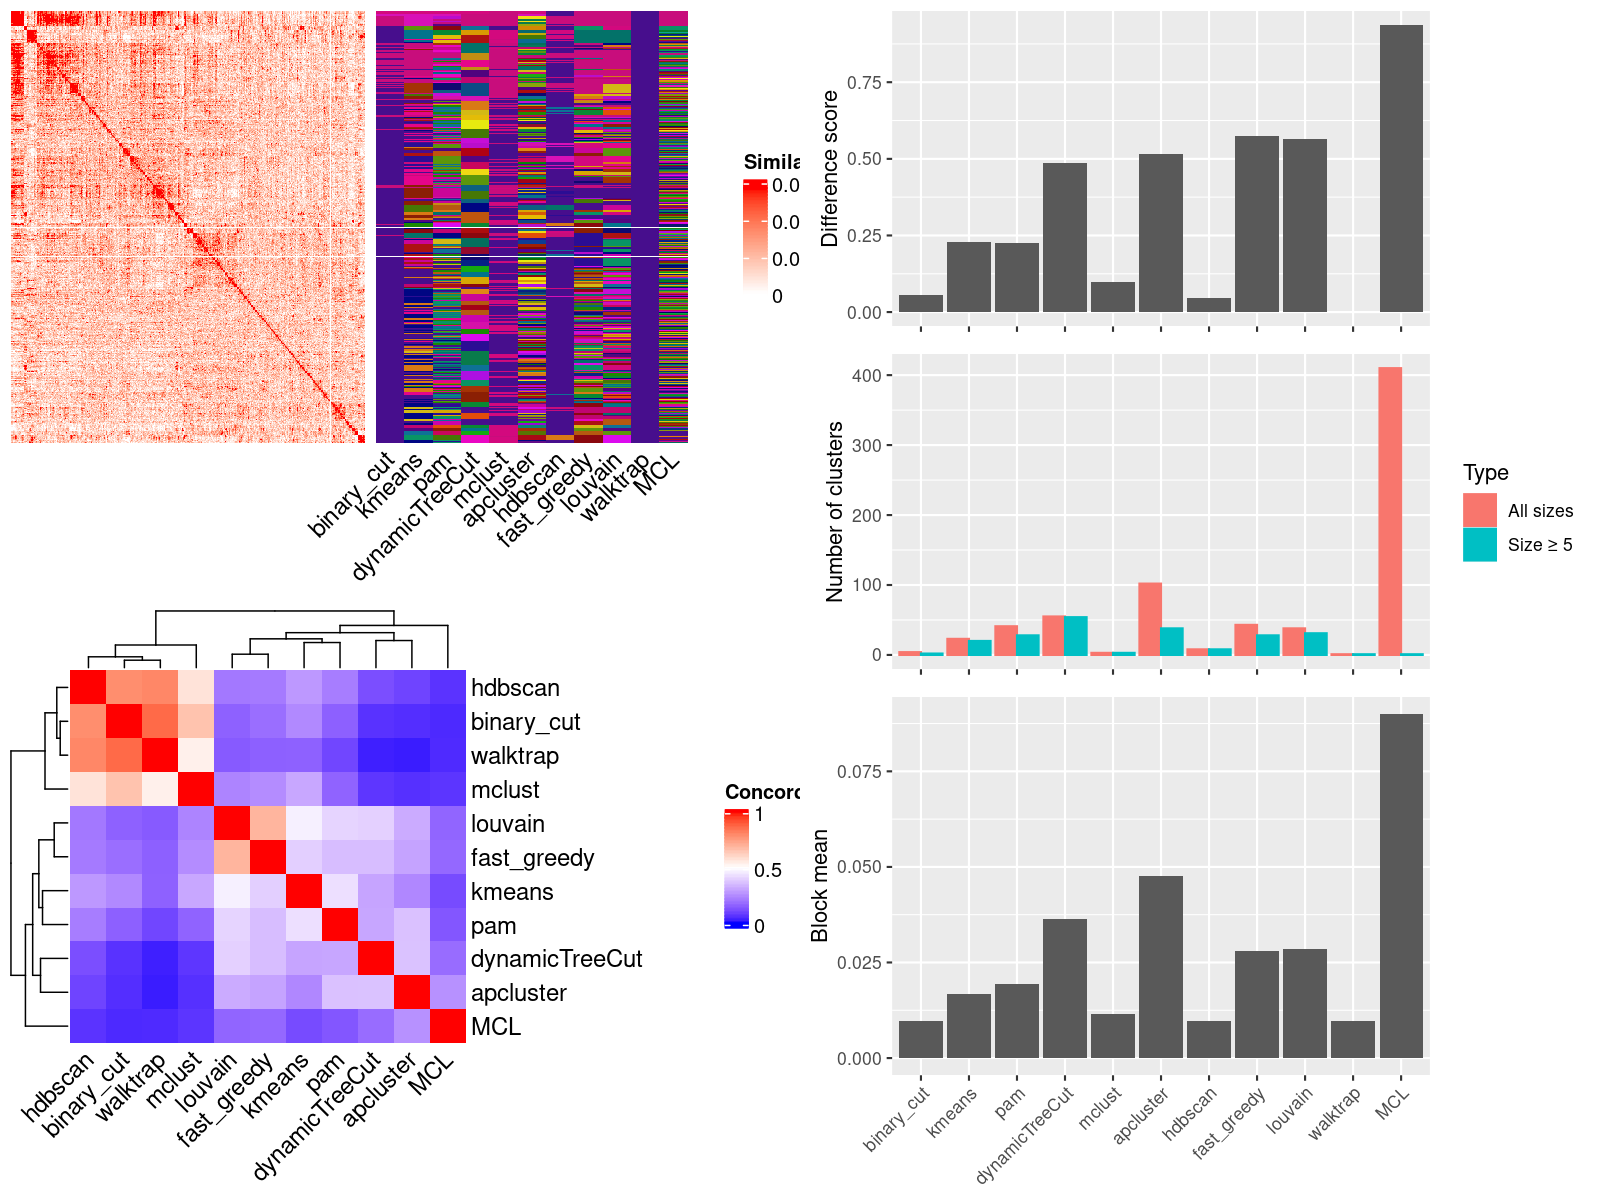 Simila
0.0
0.0
0.0
0
binary_cut
kmeans
pam
dynamicTreeCut
mclust
apcluster
hdbscan
fast_greedy
louvain
walktrap
MCL
hdbscan
binary_cut
walktrap
mclust
louvain
fast_greedy
kmeans
pam
dynamicTreeCut
apcluster
MCL
hdbscan
binary_cut
walktrap
mclust
louvain
fast_greedy
kmeans
pam
dynamicTreeCut
apcluster
MCL
Concorc
1
0.5
0
Difference score
0.75
0.50
0.25
0.00
Number of clusters
400
300
200
100
0
Type
All sizes
Size ≥ 5
Block mean
0.075
0.050
0.025
0.000
binary_cut
kmeans
pam
dynamicTreeCut
mclust
apcluster
hdbscan
fast_greedy
louvain
walktrap
MCL